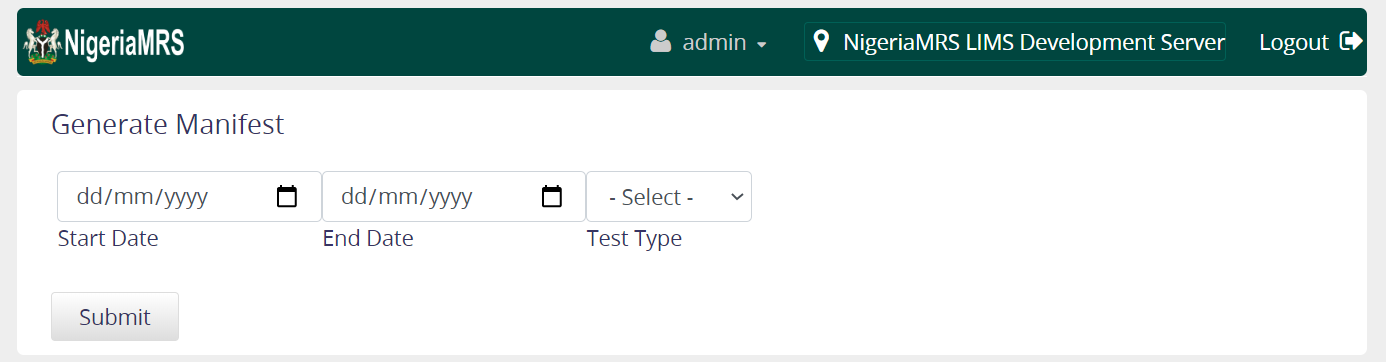 NigeriaMRS admin NigeriaMRS LIMS Development Server Logout
Generate Manifest
dd/mm/yyyy dd/mm/yyyy - Select -
Start Date End Date Test Type
Submit